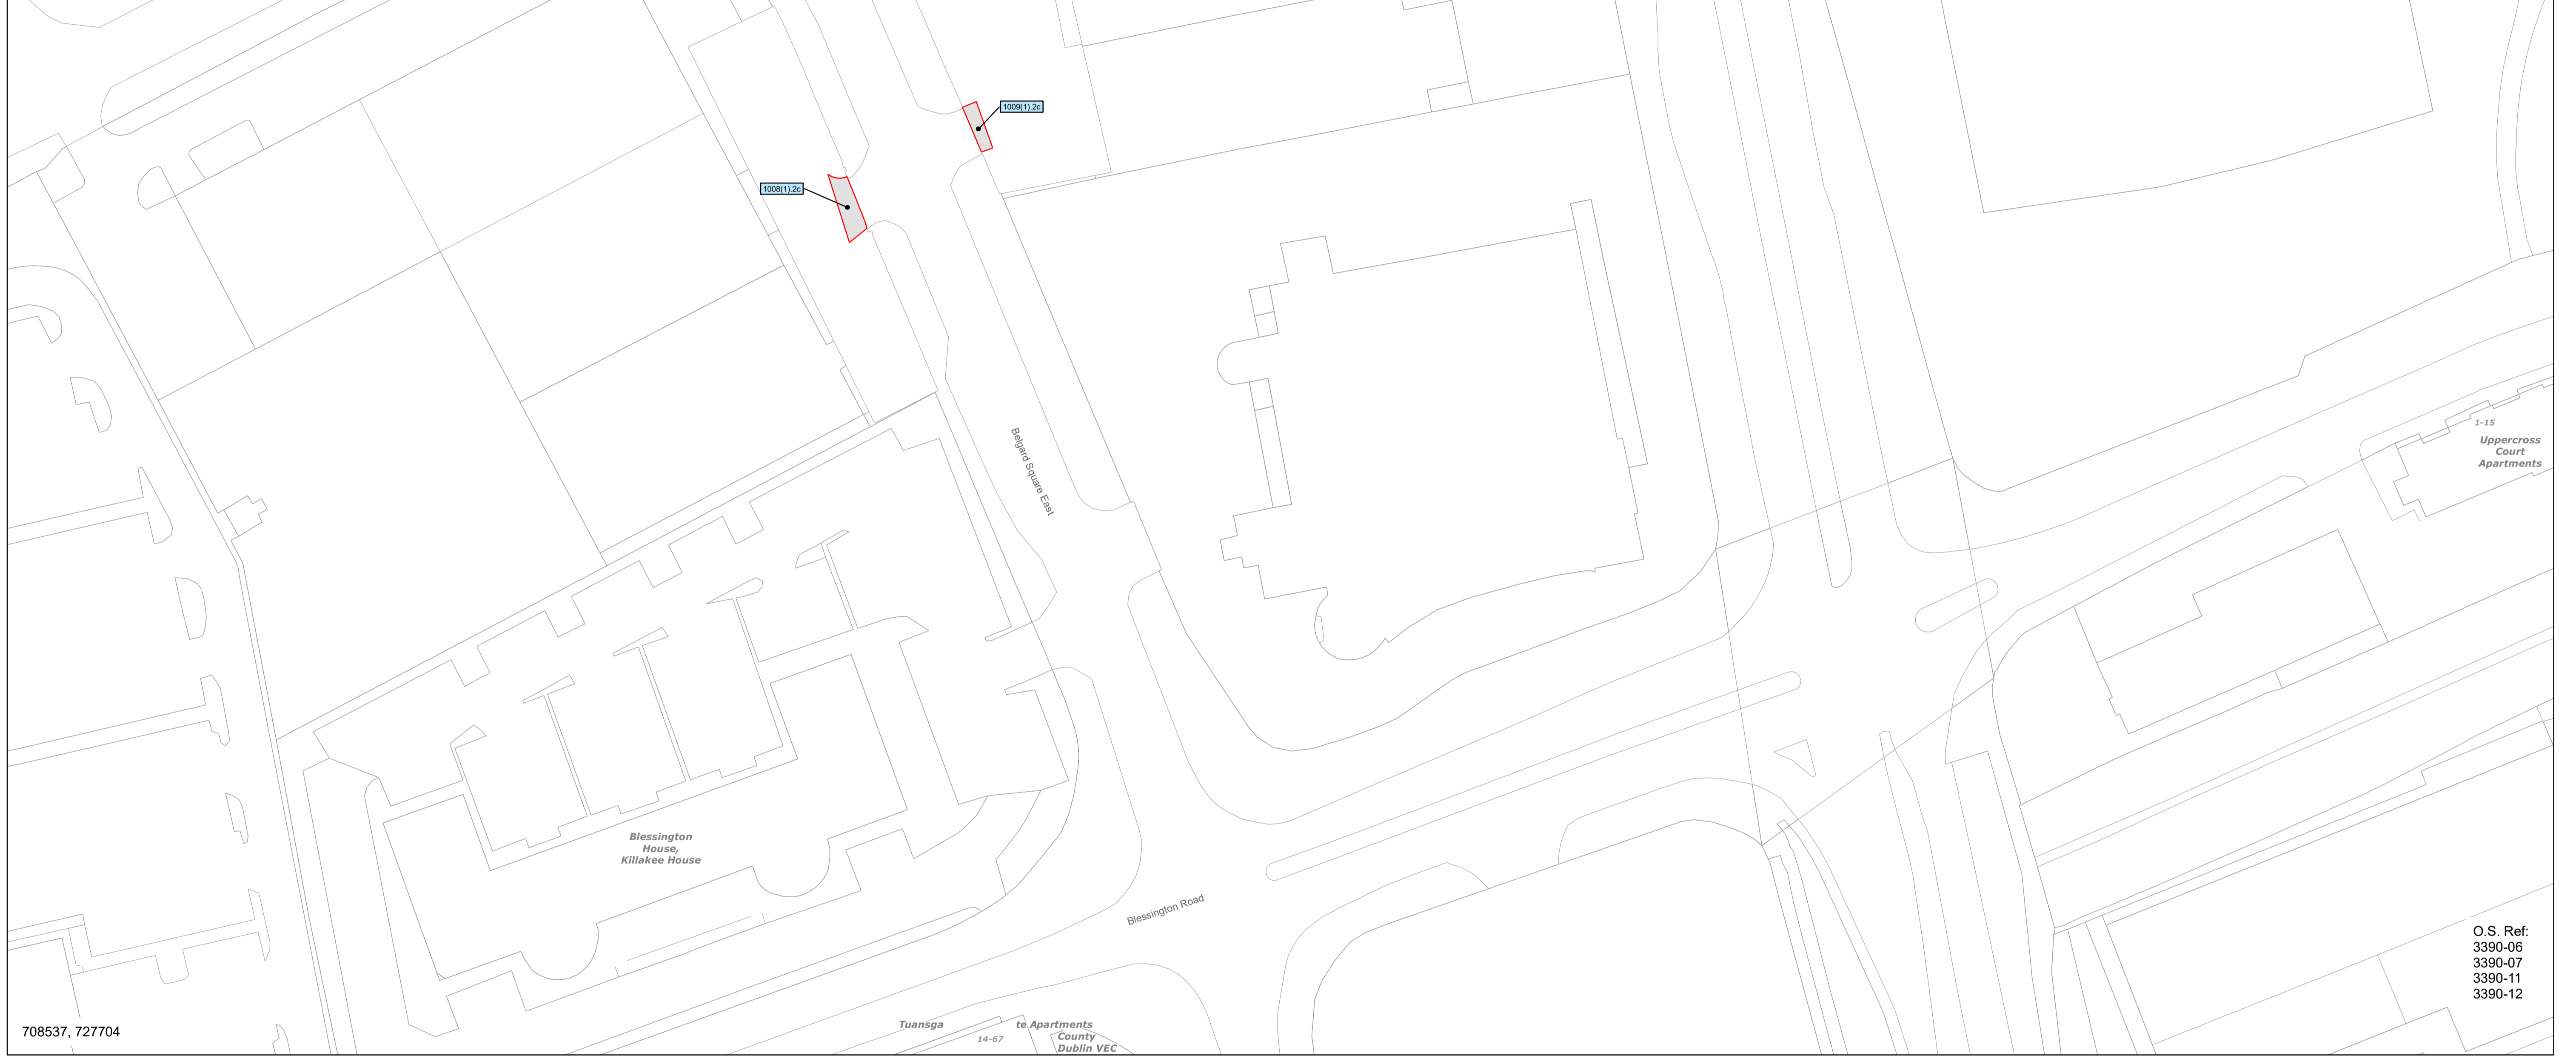 1009(1).2c
1008(1).2c
1-15
Uppercross
Court
Apartments
Belgard Square East
Blessington
House,
Killakee House
Blessington Road
O.S. Ref:
3390-06
3390-07
3390-11
3390-12
708537, 727704
Tuansga te Apartments
14-67
County
Dublin VEC